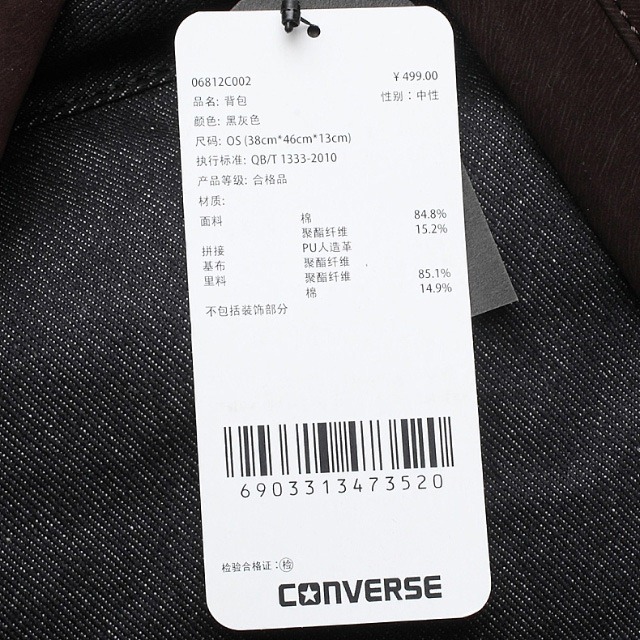 06812C002 ¥ 499.00
品名: 背包 性别：中性
颜色: 黑灰色
尺码: OS (38cm*46cm*13cm)
执行标准: QB/T 1333-2010
产品等级: 合格品
材质:
面料 棉 84.8%
聚酯纤维 15.2%
拼接 PU人造革
基布 聚酯纤维
里料 聚酯纤维 85.1%
棉 14.9%
不包括装饰部分
6903313473520
检验合格证：㊝检
CONVERSE